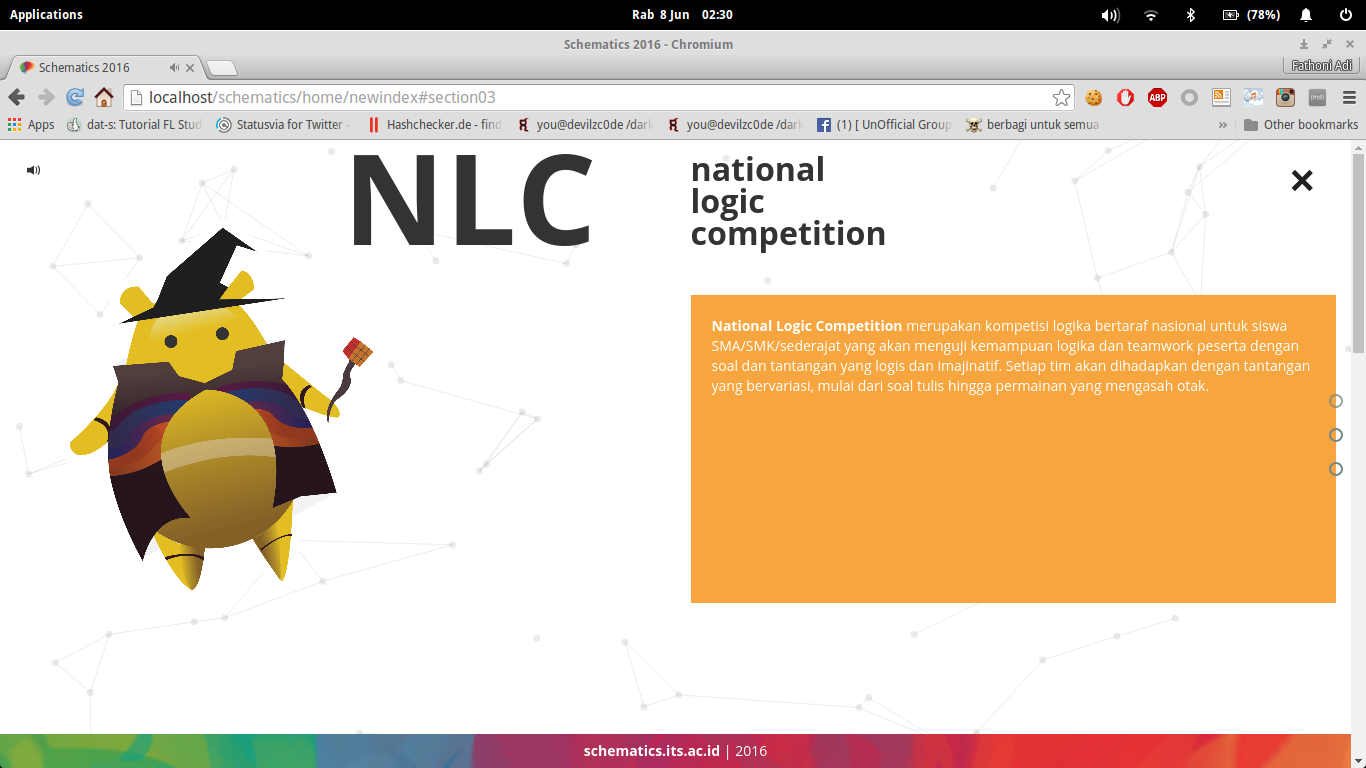 Applications
Rab 8 Jun 02:30
(78%)
Schematics 2016 - Chromium
Schematics 2016
Fathoni Adi
localhost/schematics/home/newindex#section03
ABP
Apps
dat-s: Tutorial FL Stud
Statusvia for Twitter -
Hashchecker.de - find
you@devilzc0de /dark
you@devilzc0de /dark
(1) [ UnOfficial Group
berbagi untuk semua
»
Other bookmarks
NLC
national
logic
competition
National Logic Competition merupakan kompetisi logika bertaraf nasional untuk siswa
SMA/SMK/sederajat yang akan menguji kemampuan logika dan teamwork peserta dengan
soal dan tantangan yang logis dan imajinatif. Setiap tim akan dihadapkan dengan tantangan
yang bervariasi, mulai dari soal tulis hingga permainan yang mengasah otak.
schematics.its.ac.id | 2016